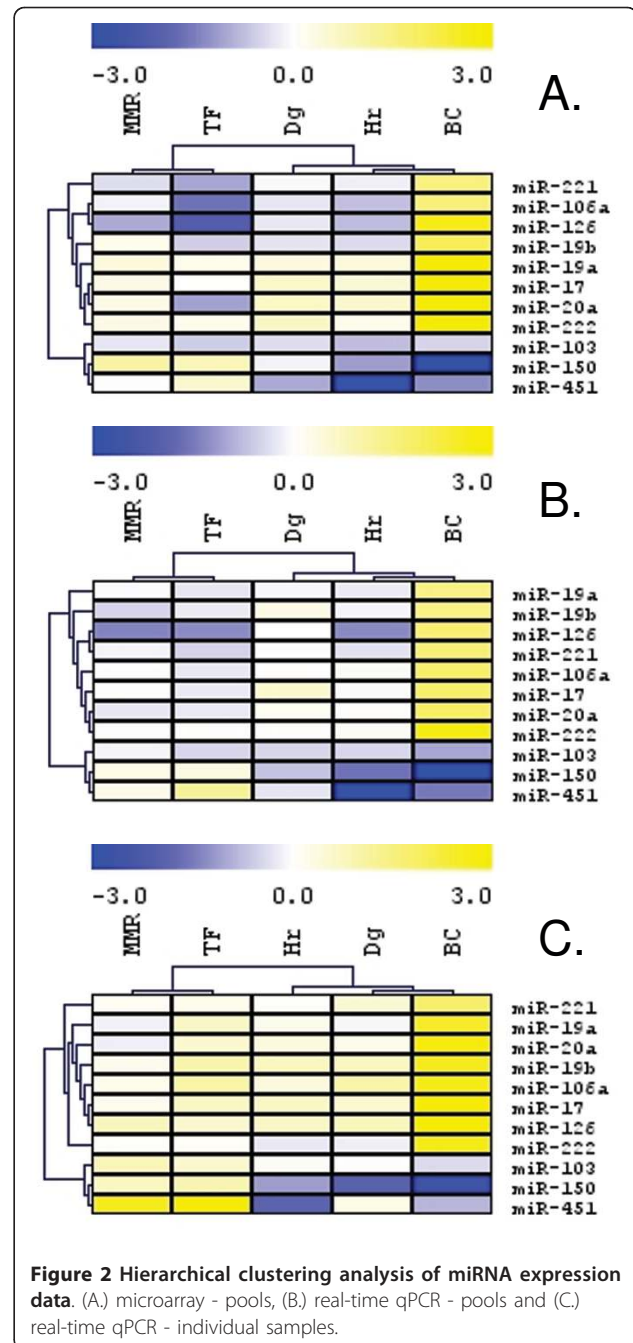 -3.0 0.0 3.0
A.
MMR TF Dg Hr BC
miR-221
miR-106a
miR-126
miR-19b
miR-19a
miR-17
miR-20a
miR-222
miR-103
miR-150
miR-451
-3.0 0.0 3.0
B.
MMR TF Dg Hr BC
miR-19a
miR-19b
miR-126
miR-221
miR-106a
miR-17
miR-20a
miR-222
miR-103
miR-150
miR-451
-3.0 0.0 3.0
C.
MMR TF Hr Dg BC
miR-221
miR-19a
miR-20a
miR-19b
miR-106a
miR-17
miR-126
miR-222
miR-103
miR-150
miR-451
Figure 2 Hierarchical clustering analysis of miRNA expression
data. (A.) microarray - pools, (B.) real-time qPCR - pools and (C.)
real-time qPCR - individual samples.